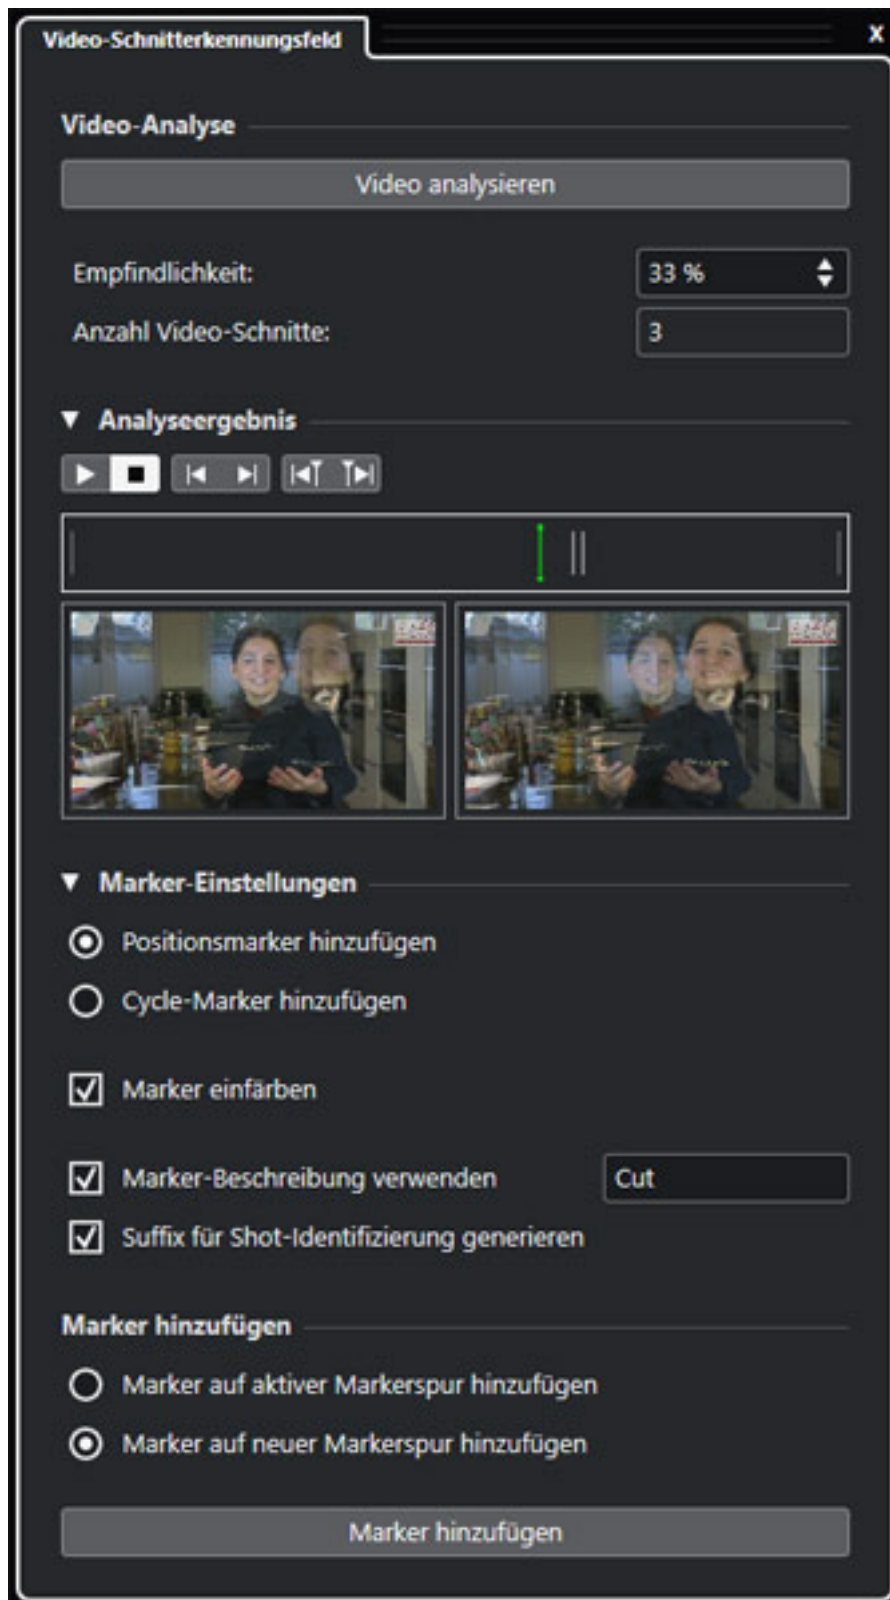 Video-Schnitterkennungsfeld
X
Video-Analyse
Video analysieren
Empfindlichkeit: 33 %
Anzahl Video-Schnitte: 3
Analyseergebnis
Marker-Einstellungen
Positionsmarker hinzufügen
Cycle-Marker hinzufügen
Marker einfärben
Marker-Beschreibung verwenden Cut
Suffix für Shot-Identifizierung generieren
Marker hinzufügen
Marker auf aktiver Markerspur hinzufügen
Marker auf neuer Markerspur hinzufügen
Marker hinzufügen